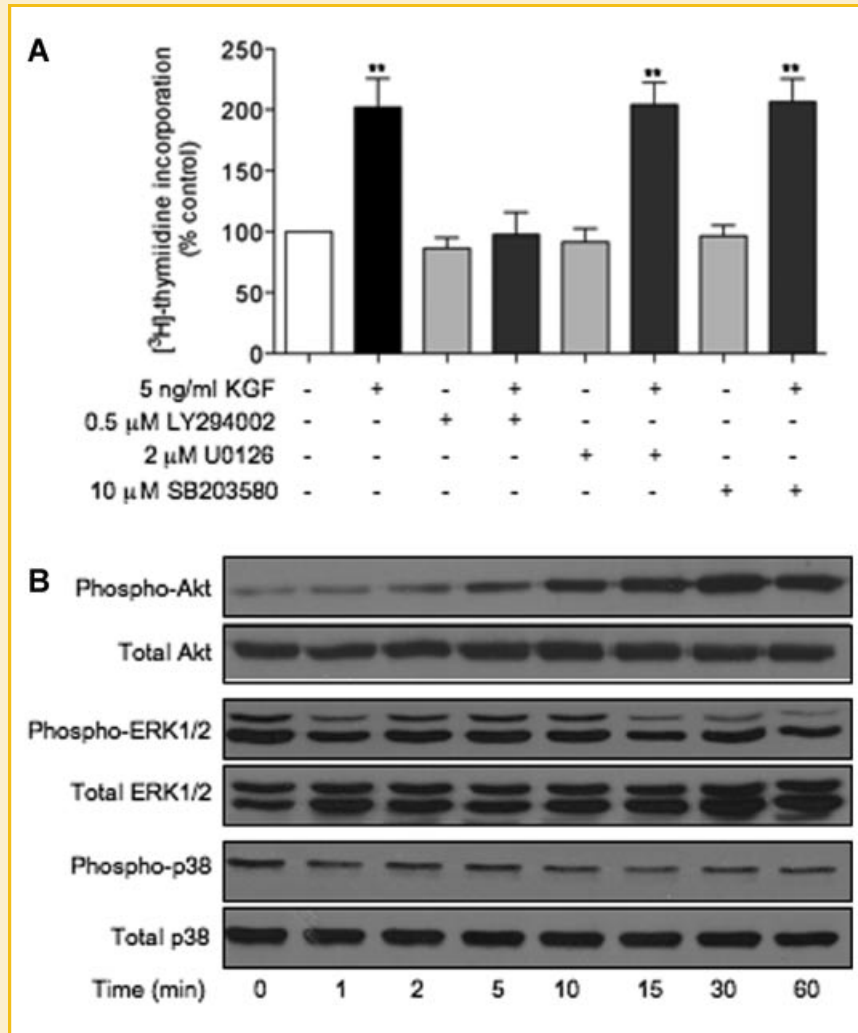 A
[³H]-thymiidine incorporation
(% control)
250
200
150
100
50
0
** ** **
5 ng/ml KGF - + - + - + - +
0.5 µM LY294002 - - + + - - - -
2 µM U0126 - - - - + + - -
10 µM SB203580 - - - - - - + +
B
Phospho-Akt
Total Akt
Phospho-ERK1/2
Total ERK1/2
Phospho-p38
Total p38
Time (min) 0 1 2 5 10 15 30 60